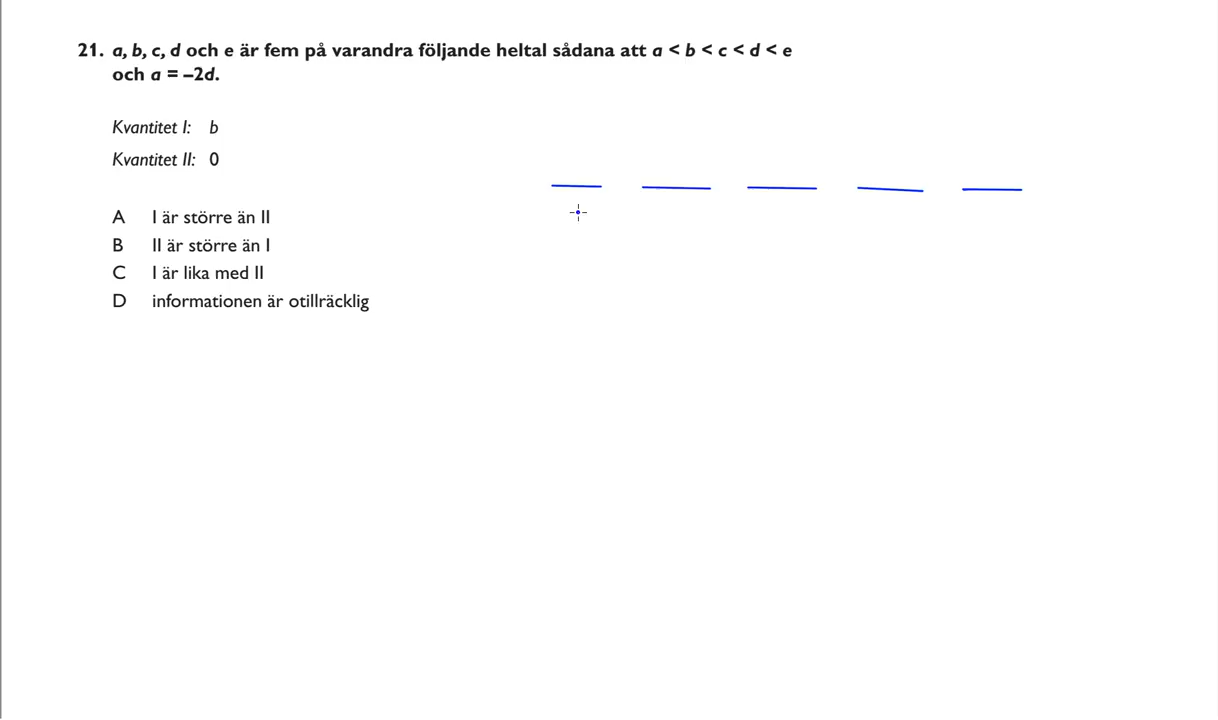 21. a, b, c, d och e är fem på varandra följande heltal sådana att a < b < c < d < e
och a = –2d.
Kvantitet I: b
Kvantitet II: 0
A I är större än II
B II är större än I
C I är lika med II
D informationen är otillräcklig